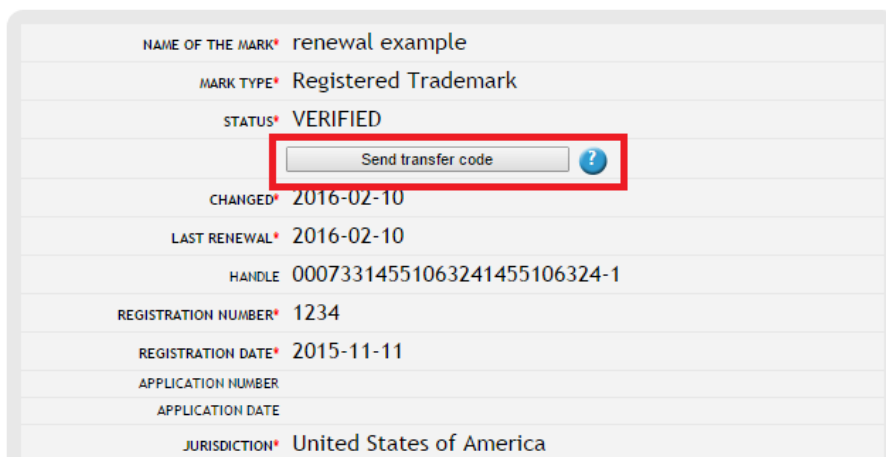 NAME OF THE MARK* renewal example
MARK TYPE* Registered Trademark
STATUS* VERIFIED
Send transfer code ?
CHANGED* 2016-02-10
LAST RENEWAL* 2016-02-10
HANDLE 00073314551063241455106324-1
REGISTRATION NUMBER* 1234
REGISTRATION DATE* 2015-11-11
APPLICATION NUMBER
APPLICATION DATE
JURISDICTION* United States of America